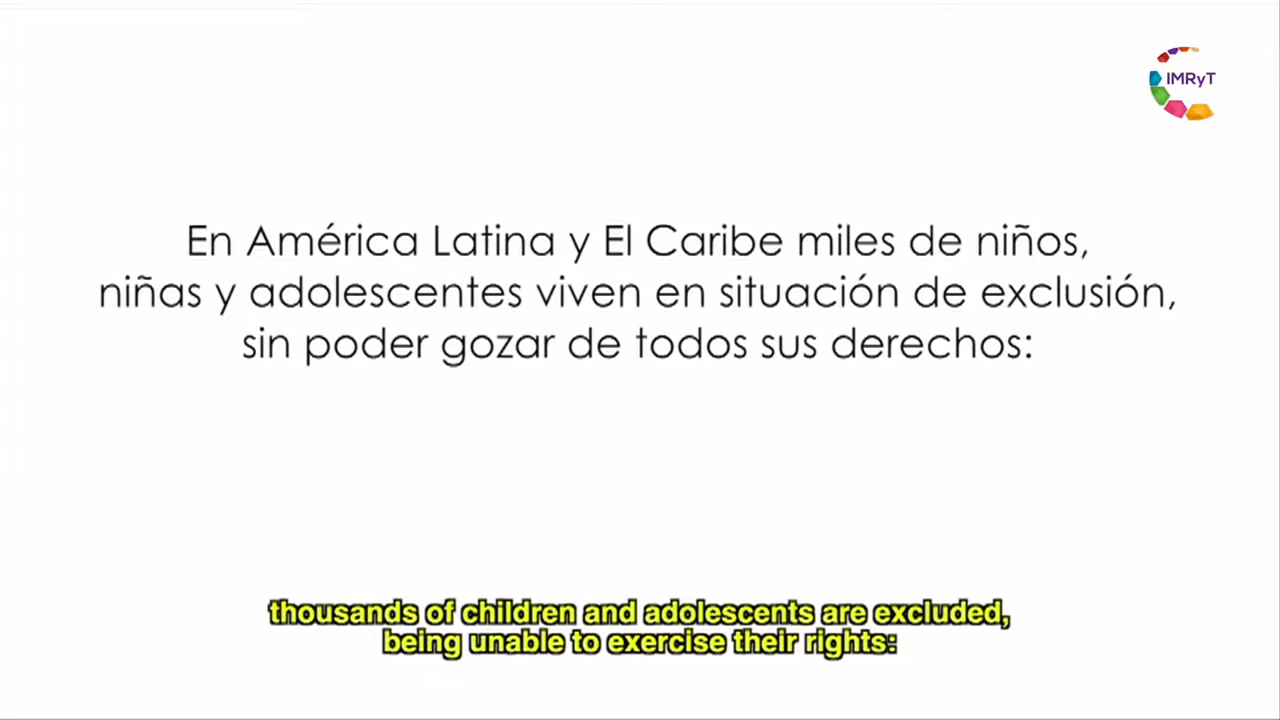 IMRyT
En América Latina y El Caribe miles de niños,
niñas y adolescentes viven en situación de exclusión,
sin poder gozar de todos sus derechos:
thousands of children and adolescents are excluded,
being unable to exercise their rights: